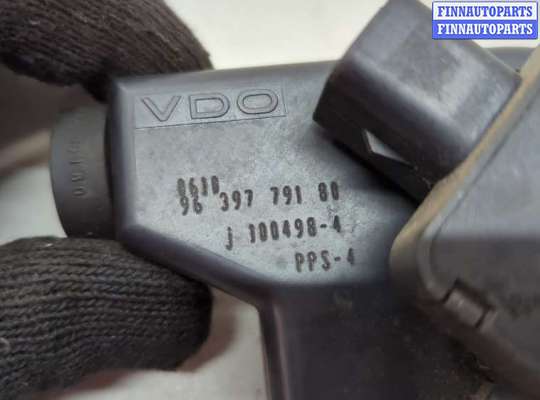 FINNAUTOPARTS
FINNAUTOPARTS
VDO
0610
96 397 791 80
j 100498-4
PPS-4